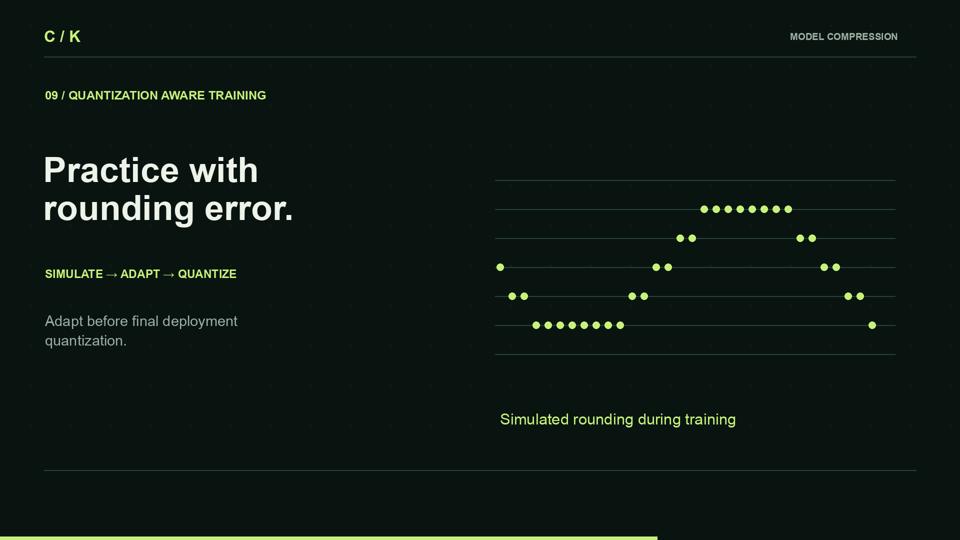 C / K
MODEL COMPRESSION
09 / QUANTIZATION AWARE TRAINING
Practice with
rounding error.
SIMULATE → ADAPT → QUANTIZE
Adapt before final deployment
quantization.
Simulated rounding during training